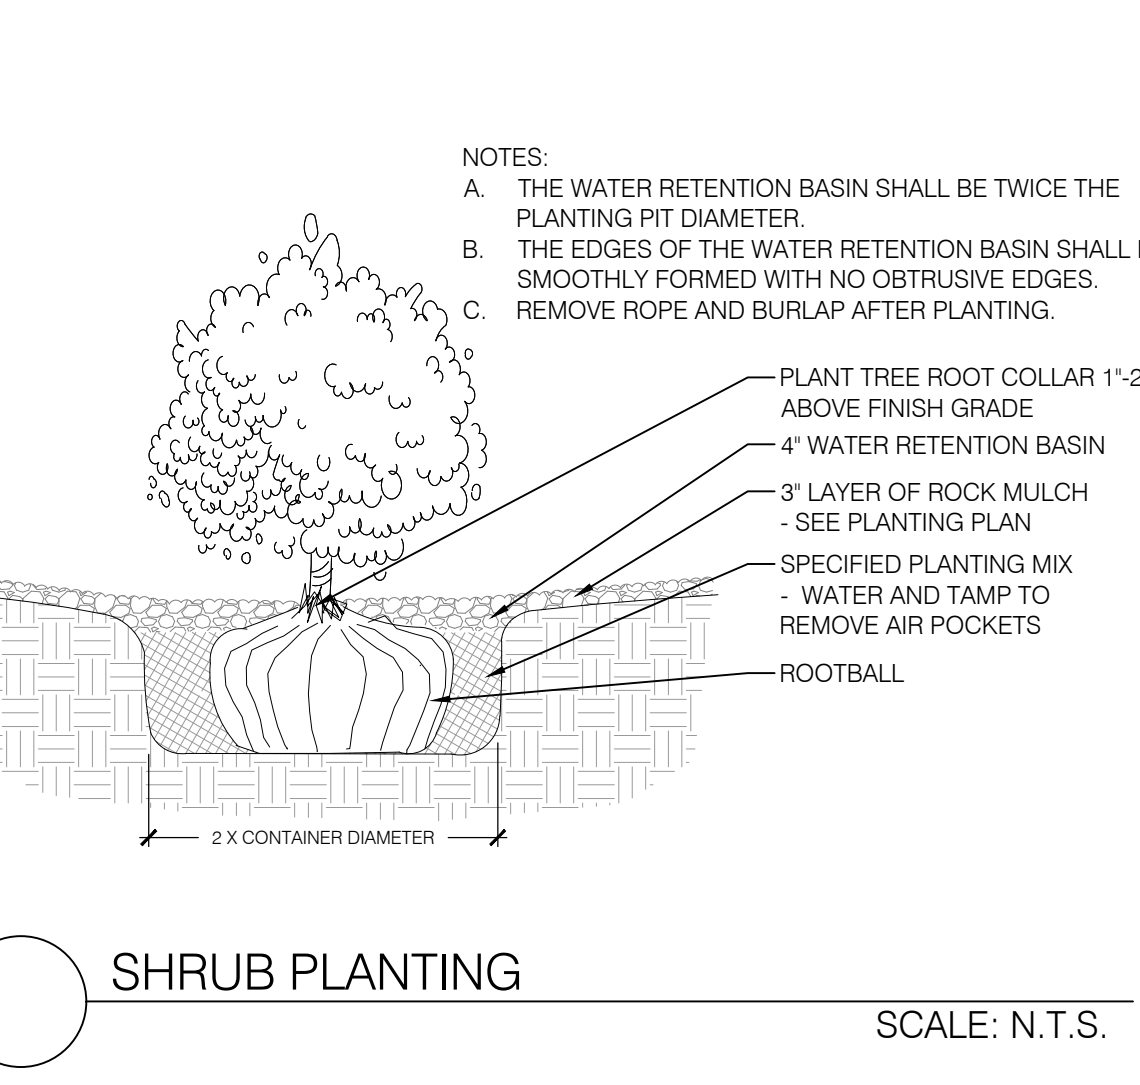 NOTES:
A. THE WATER RETENTION BASIN SHALL BE TWICE THE
PLANTING PIT DIAMETER.
B. THE EDGES OF THE WATER RETENTION BASIN SHALL
SMOOTHLY FORMED WITH NO OBTRUSIVE EDGES.
C. REMOVE ROPE AND BURLAP AFTER PLANTING.
PLANT TREE ROOT COLLAR 1"-2
ABOVE FINISH GRADE
4" WATER RETENTION BASIN
3" LAYER OF ROCK MULCH
- SEE PLANTING PLAN
SPECIFIED PLANTING MIX
- WATER AND TAMP TO
REMOVE AIR POCKETS
ROOTBALL
2 X CONTAINER DIAMETER
SHRUB PLANTING
SCALE: N.T.S.